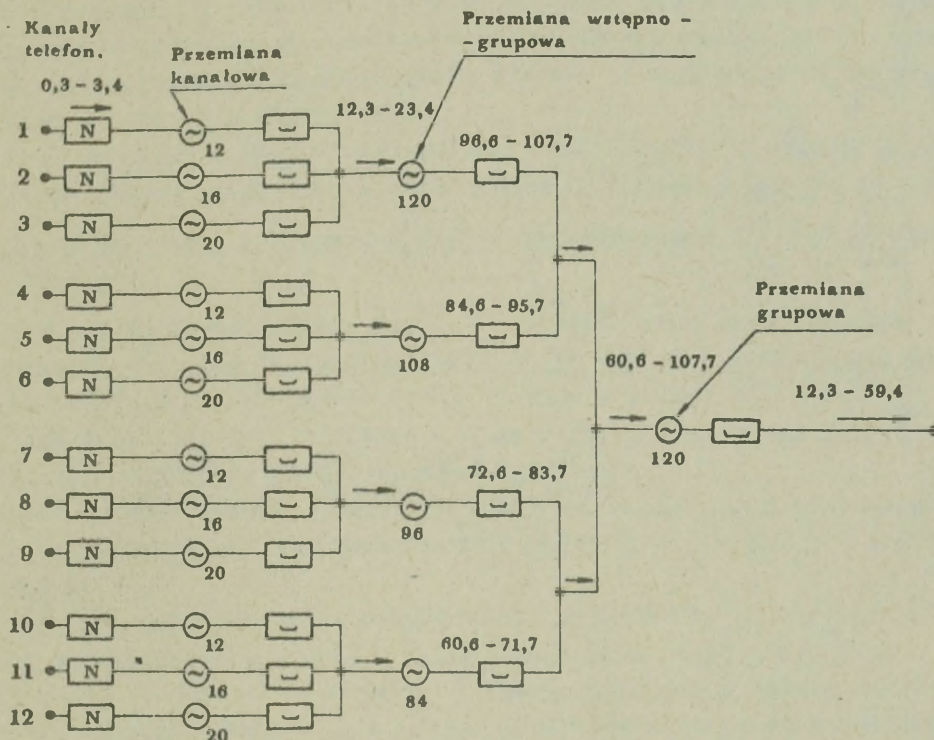 Kanały
telefon.
0,3 – 3,4
Przemiana
kanałowa
Przemiana wstępno –
– grupowa
12,3 – 23,4
96,6 – 107,7
1 N 12
2 N 16 120
3 N 20
4 N 12 84,6 – 95,7
5 N 16 108
6 N 20
Przemiana
grupowa
60,6 – 107,7
12,3 – 59,4
120
7 N 12 72,6 – 83,7
8 N 16 96
9 N 20
10 N 12 60,6 – 71,7
11 N 16 84
12 N 20